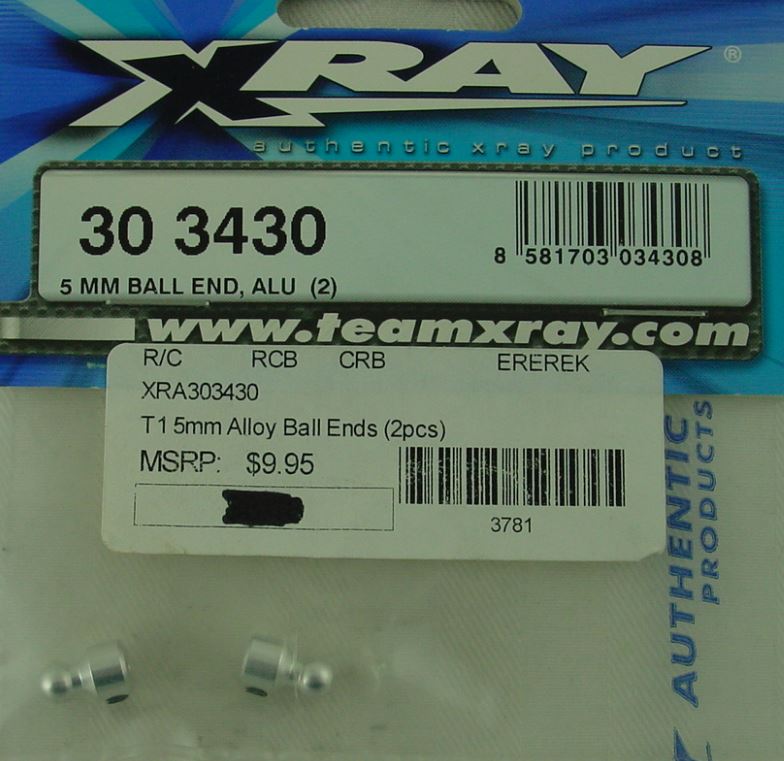 XRAY®
authentic xray product
30 3430
8 581703 034308
5 MM BALL END, ALU (2)
www.teamxray.com
R/C RCB CRB EREREK
XRA303430
T1 5mm Alloy Ball Ends (2pcs)
MSRP: $9.95
3781
AUTHENTIC
PRODUCTS